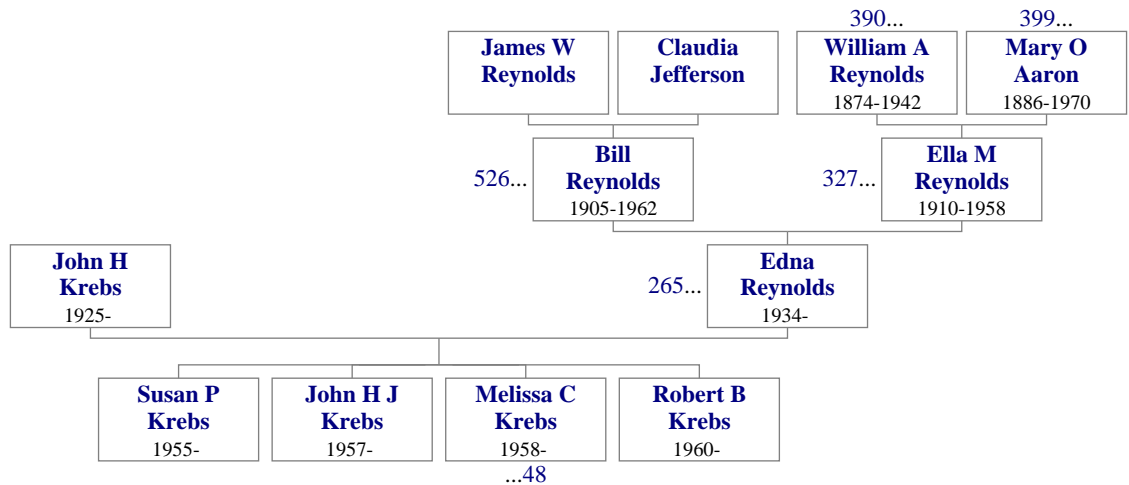 390...
399...
James W
Reynolds
Claudia
Jefferson
William A
Reynolds
1874-1942
Mary O
Aaron
1886-1970
526...
Bill
Reynolds
1905-1962
327...
Ella M
Reynolds
1910-1958
John H
Krebs
1925-
265...
Edna
Reynolds
1934-
Susan P
Krebs
1955-
John H J
Krebs
1957-
Melissa C
Krebs
1958-
Robert B
Krebs
1960-
...48